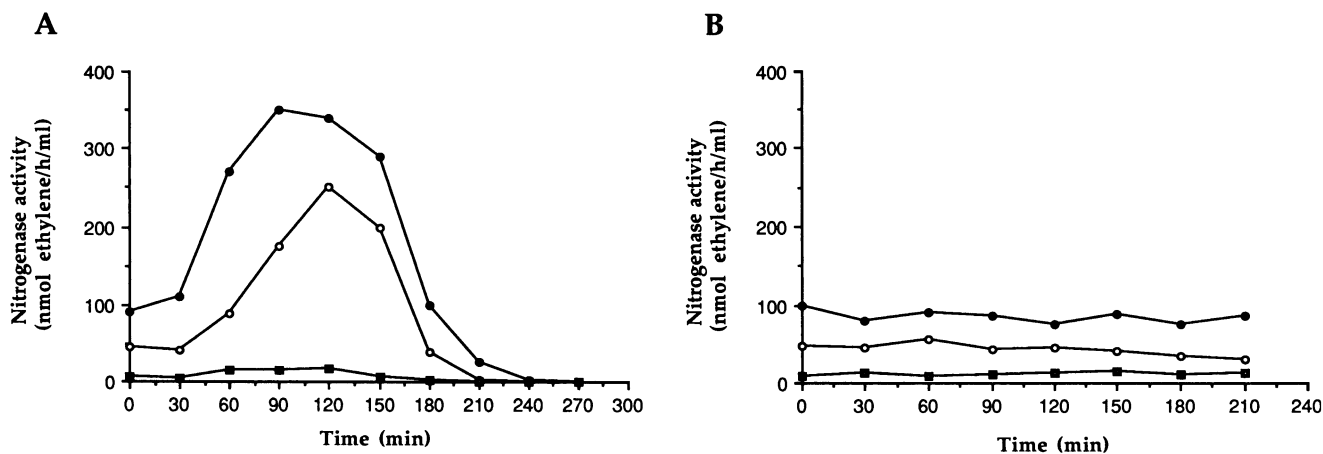 A
B
400
300
200
100
0
Nitrogenase activity
(nmol ethylene/h/ml)
0 30 60 90 120 150 180 210 240 270 300
Time (min)
400
300
200
100
0
Nitrogenase activity
(nmol ethylene/h/ml)
0 30 60 90 120 150 180 210 240
Time (min)